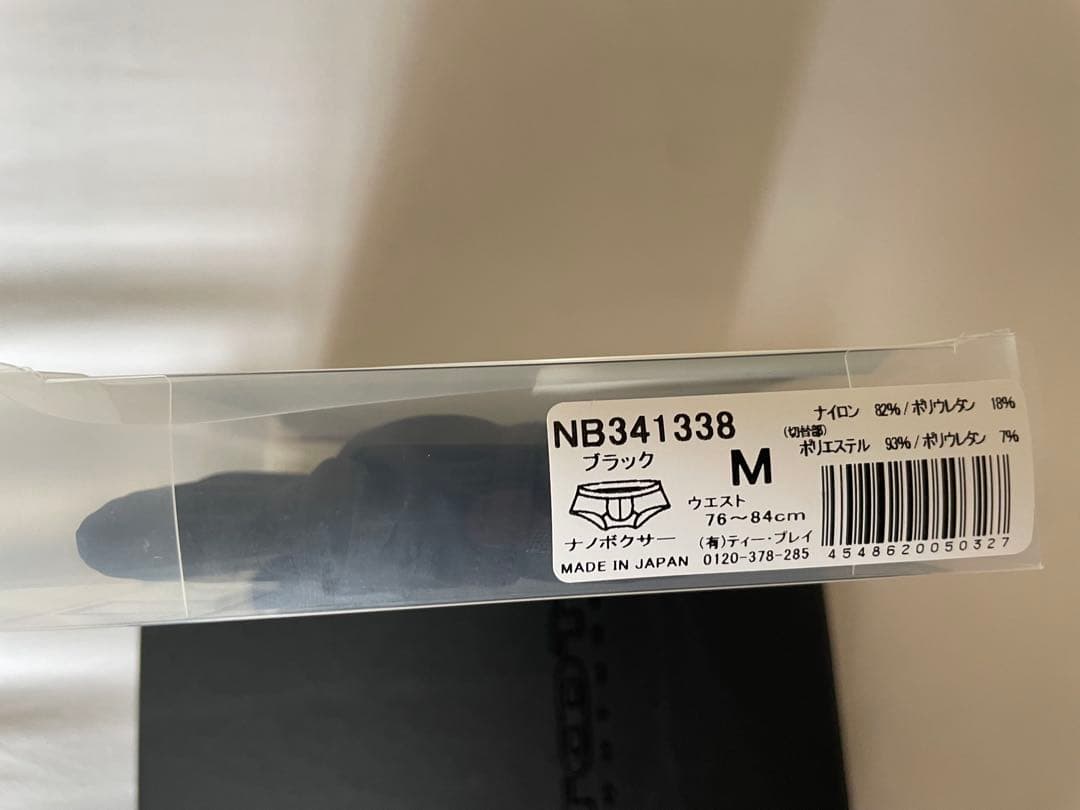 NB341338
ブラック
M
ナノボクサー
MADE IN JAPAN
ウエスト
76～84cm
(有)ティー・プレイ
0120-378-285
ナイロン 82%/ポリウレタン 18%
(切替部)
ポリエステル 93%/ポリウレタン 7%
4548620050327